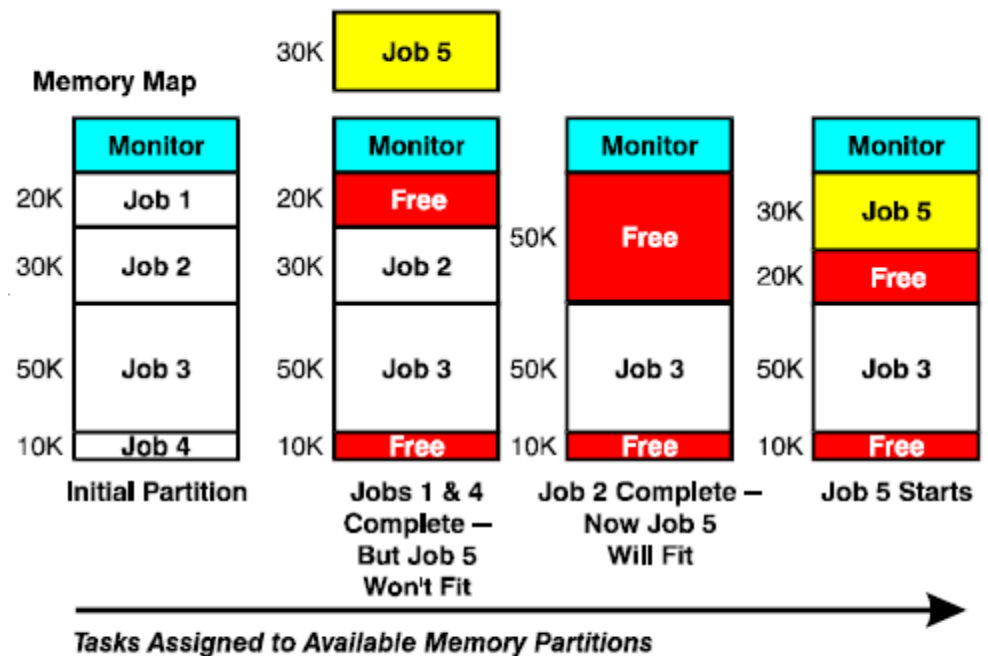 30K
Job 5
Memory Map
Monitor
20K
Job 1
30K
Job 2
50K
Job 3
10K
Job 4
Initial Partition
Monitor
20K
Free
30K
Job 2
50K
Job 3
10K
Free
Jobs 1 & 4
Complete –
But Job 5
Won't Fit
Monitor
50K
Free
50K
Job 3
10K
Free
Job 2 Complete –
Now Job 5
Will Fit
Monitor
30K
Job 5
20K
Free
50K
Job 3
10K
Free
Job 5 Starts
Tasks Assigned to Available Memory Partitions